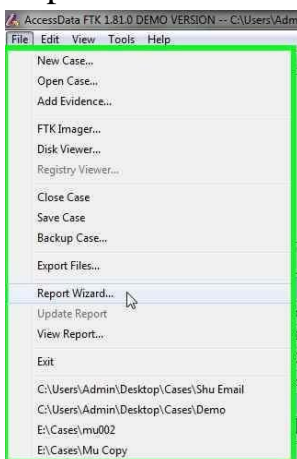 AccessData FTK 1.81.0 DEMO VERSION -- C:\Users\Adm
File Edit View Tools Help
New Case...
Open Case...
Add Evidence...
FTK Imager...
Disk Viewer...
Registry Viewer...
Close Case
Save Case
Backup Case...
Export Files...
Report Wizard...
Update Report
View Report...
Exit
C:\Users\Admin\Desktop\Cases\Shu Email
C:\Users\Admin\Desktop\Cases\Demo
E:\Cases\mu002
E:\Cases\Mu Copy